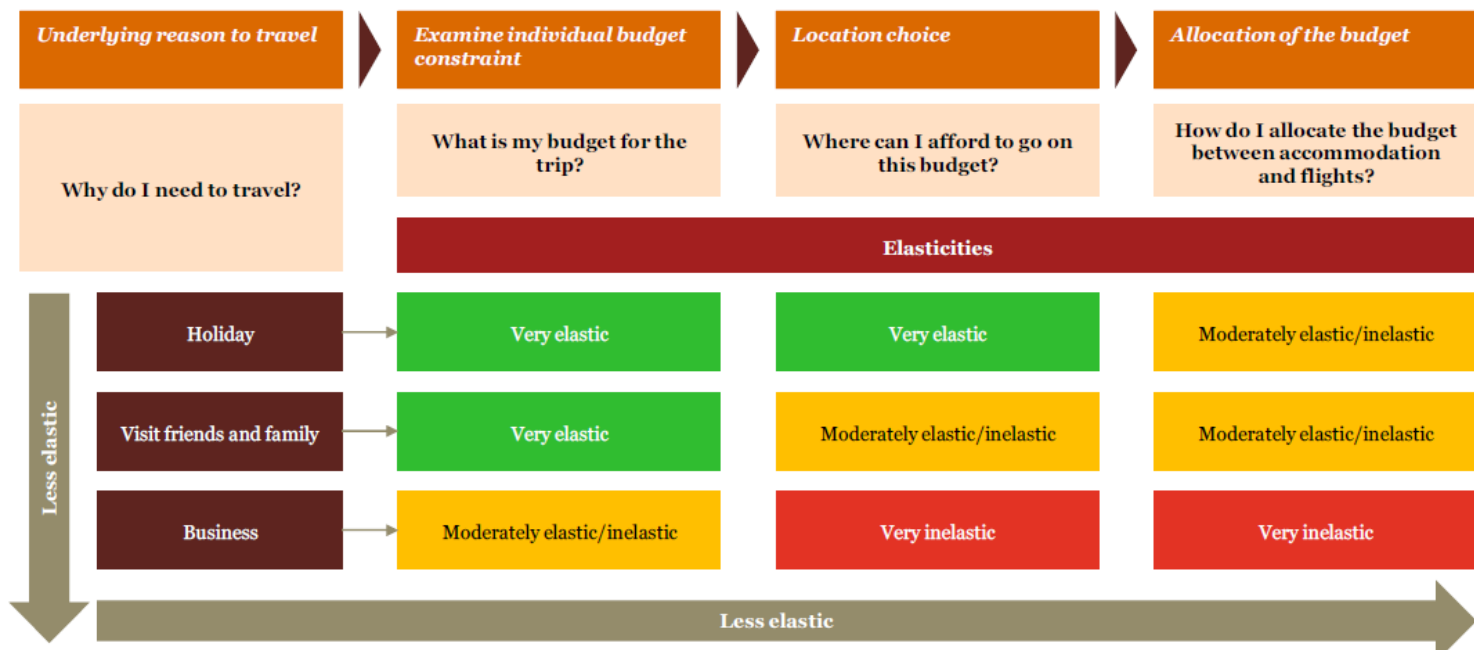 Underlying reason to travel
Examine individual budget
constraint
Location choice
Allocation of the budget
Why do I need to travel?
What is my budget for the
trip?
Where can I afford to go on
this budget?
How do I allocate the budget
between accommodation
and flights?
Elasticities
Less elastic
Holiday
Very elastic
Very elastic
Moderately elastic/inelastic
Visit friends and family
Very elastic
Moderately elastic/inelastic
Moderately elastic/inelastic
Business
Moderately elastic/inelastic
Very inelastic
Very inelastic
Less elastic